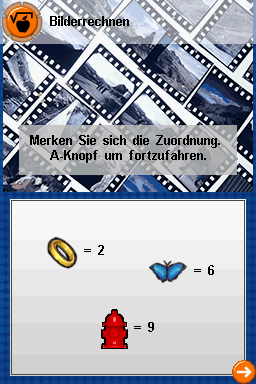 Bilderrechnen
Merken Sie sich die Zuordnung.
A-Knopf um fortzufahren.
= 2
= 6
= 9